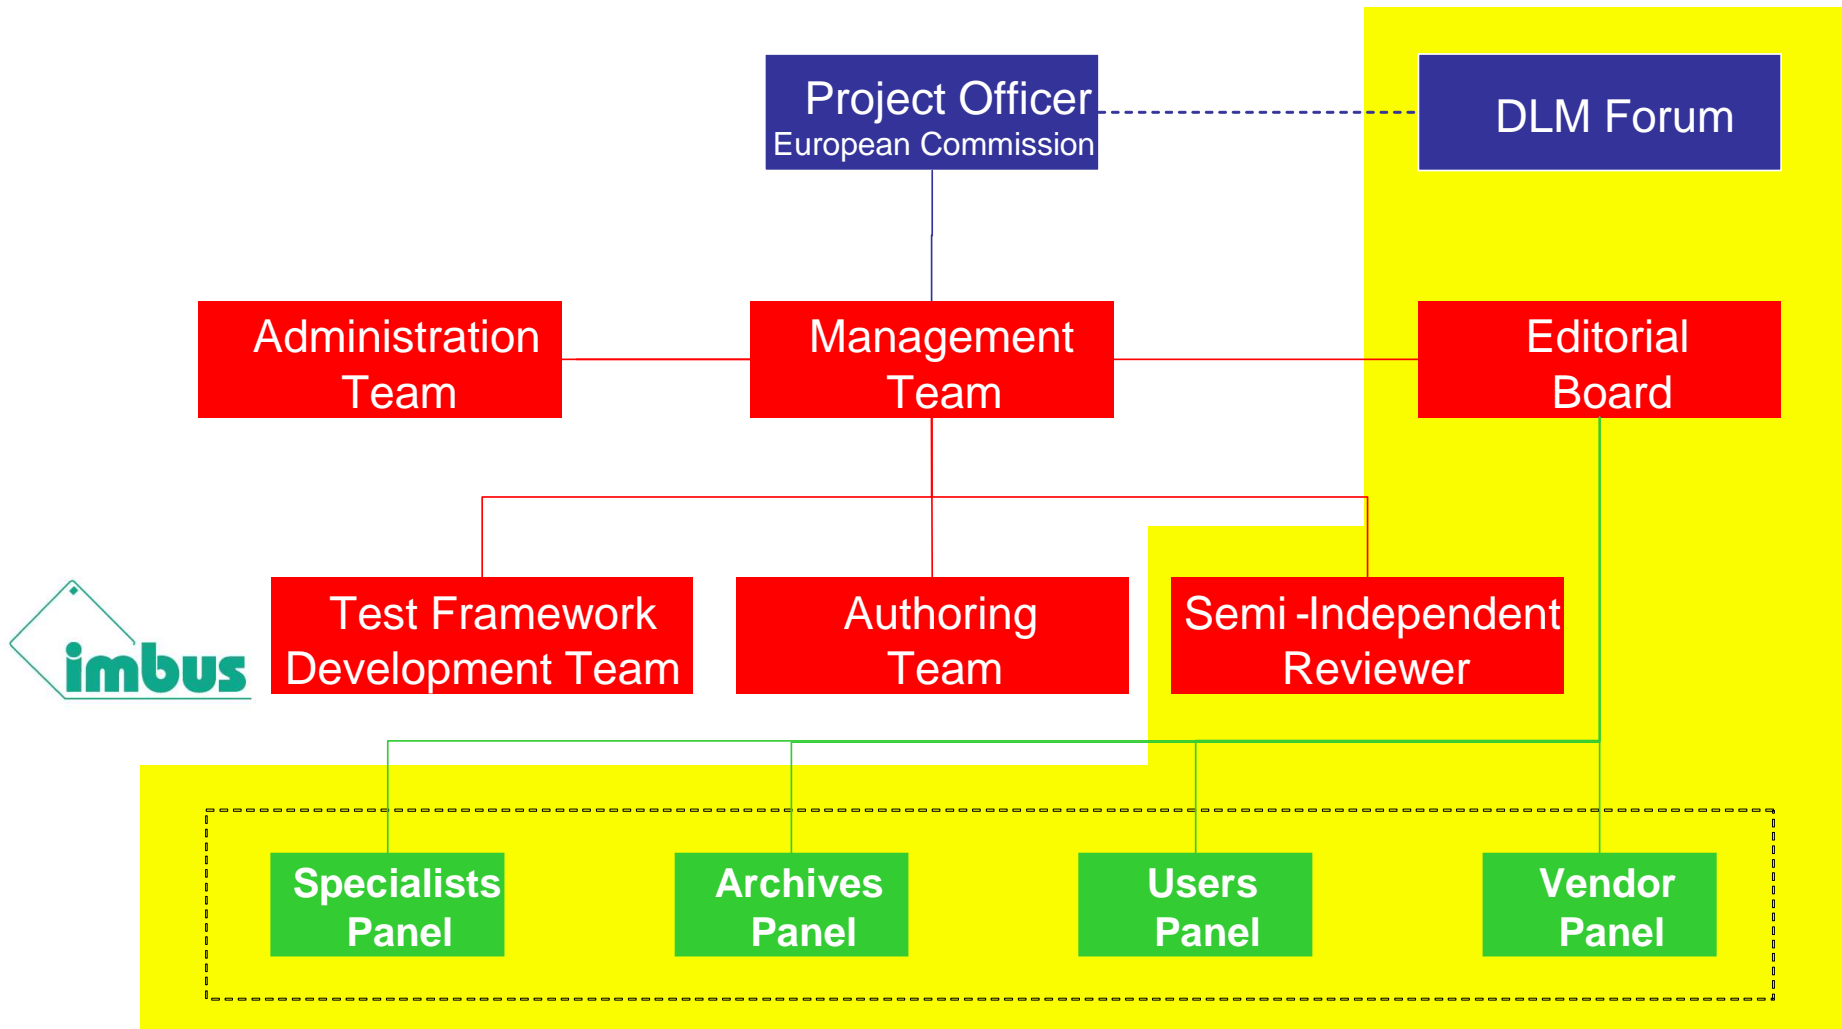 Project Officer
European Commission
DLM Forum
Administration
Team
Management
Team
Editorial
Board
imbus
Test Framework
Development Team
Authoring
Team
Semi-Independent
Reviewer
Specialists
Panel
Archives
Panel
Users
Panel
Vendor
Panel